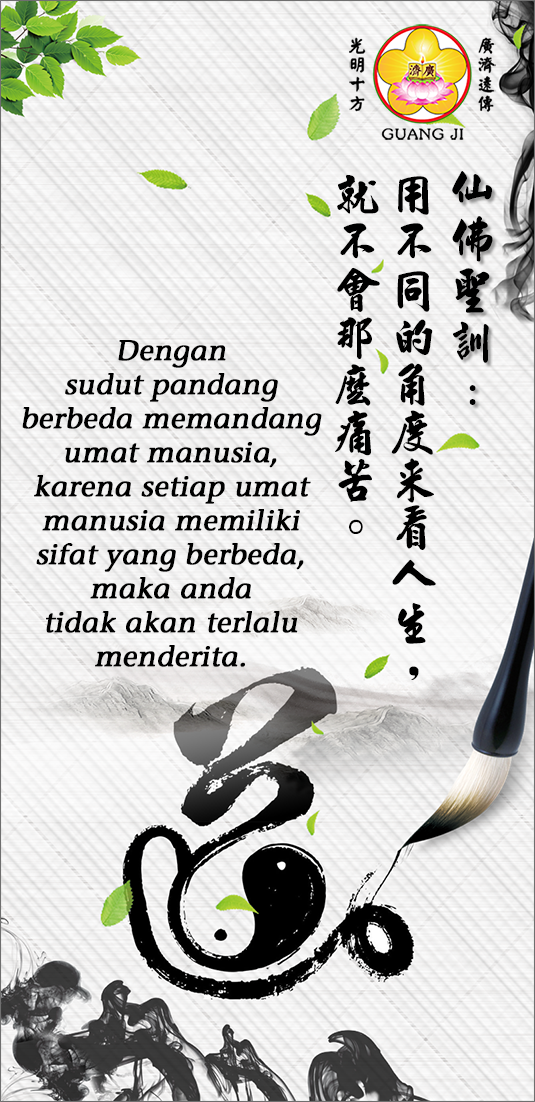 光明十方
廣濟遠傳
廣濟
GUANG JI
仙佛聖訓：
用不同的角度來看人生，
就不會那麼痛苦。
Dengan
sudut pandang
berbeda memandang
umat manusia,
karena setiap umat
manusia memiliki
sifat yang berbeda,
maka anda
tidak akan terlalu
menderita.